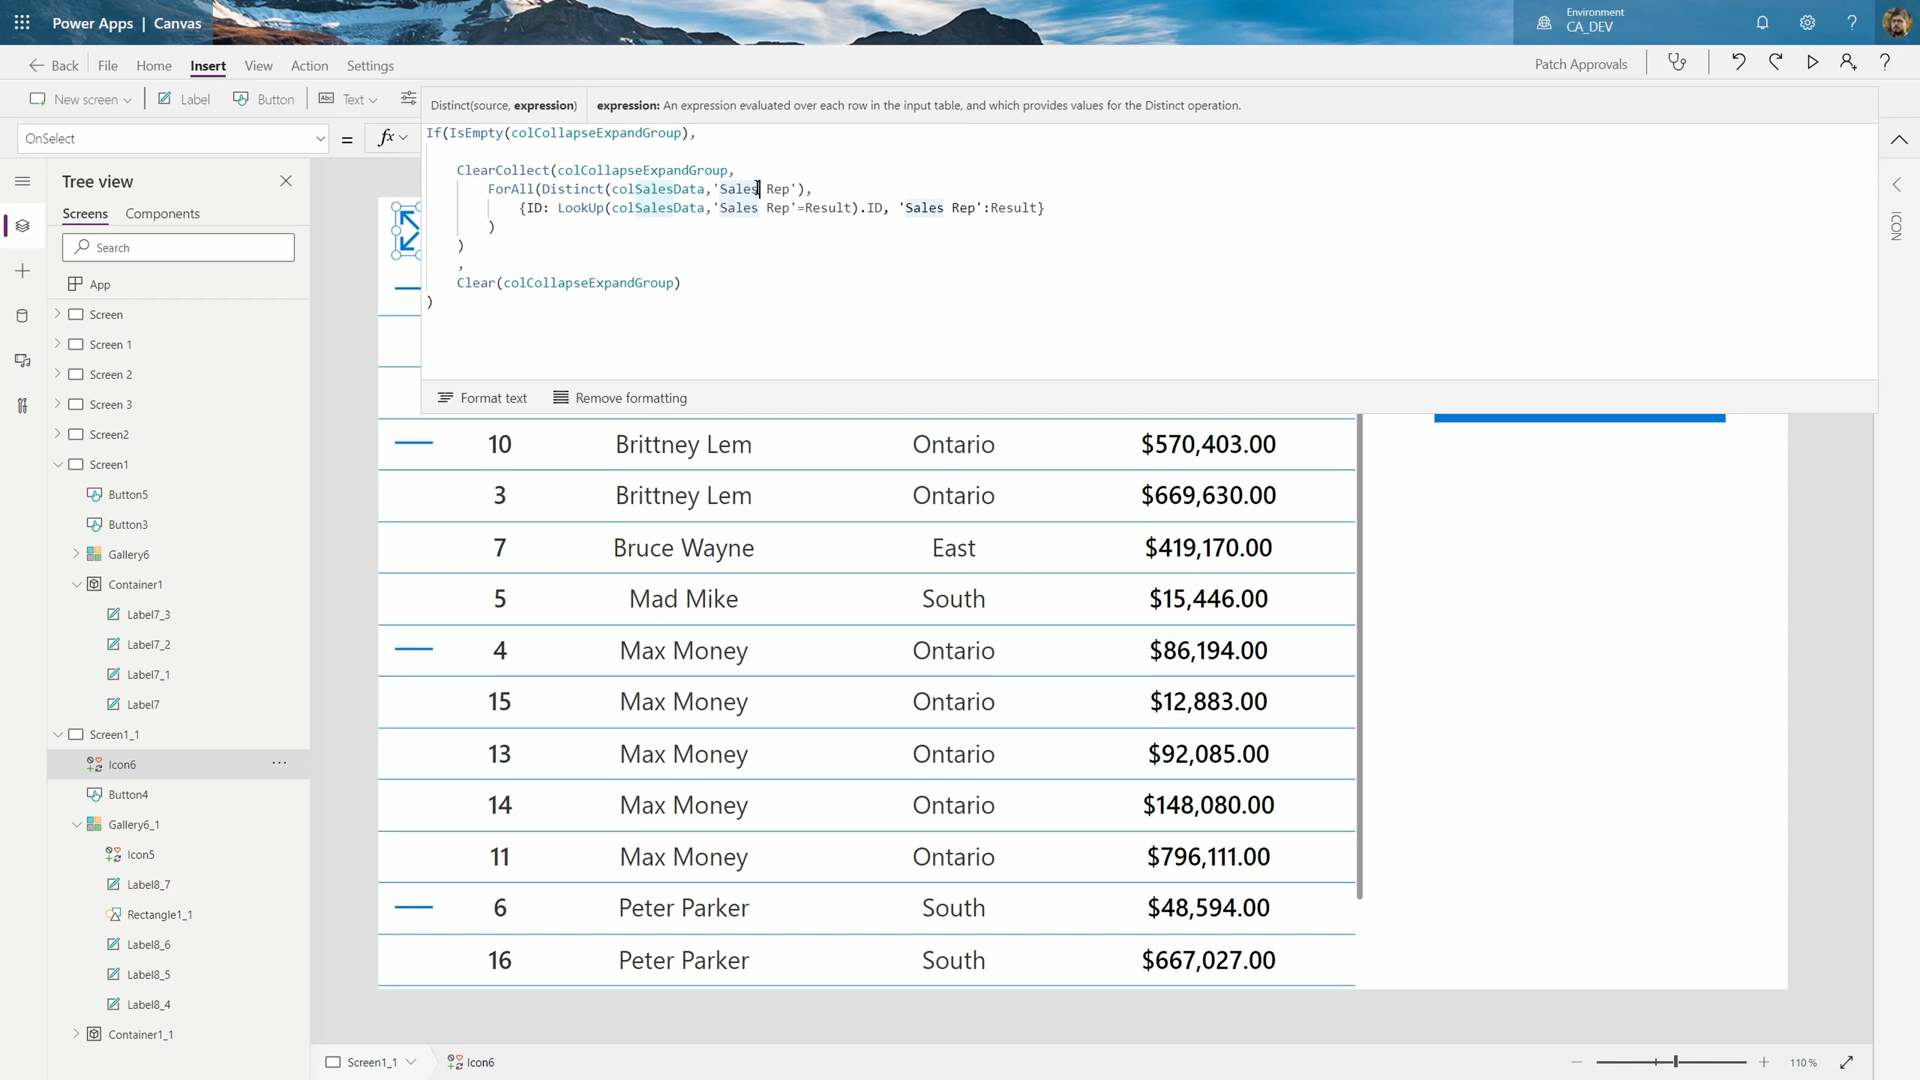 Power Apps | Canvas
Environment
CA_DEV
Back File Home Insert View Action Settings
Patch Approvals
New screen Label Button Text
Distinct(source, expression) expression: An expression evaluated over each row in the input table, and which provides values for the Distinct operation.
OnSelect = fx
If(IsEmpty(colCollapseExpandGroup),
ClearCollect(colCollapseExpandGroup,
ForAll(Distinct(colSalesData,'Sales Rep'),
{ID: LookUp(colSalesData,'Sales Rep'=Result).ID, 'Sales Rep':Result}
)
)
,
Clear(colCollapseExpandGroup)
)
Format text Remove formatting
Tree view
Screens Components
Search
App
Screen
Screen 1
Screen 2
Screen 3
Screen2
Screen1
Button5
Button3
Gallery6
Container1
Label7_3
Label7_2
Label7_1
Label7
Screen1_1
Icon6 ...
Button4
Gallery6_1
Icon5
Label8_7
Rectangle1_1
Label8_6
Label8_5
Label8_4
Container1_1
10 Brittney Lem Ontario $570,403.00
3 Brittney Lem Ontario $669,630.00
7 Bruce Wayne East $419,170.00
5 Mad Mike South $15,446.00
4 Max Money Ontario $86,194.00
15 Max Money Ontario $12,883.00
13 Max Money Ontario $92,085.00
14 Max Money Ontario $148,080.00
11 Max Money Ontario $796,111.00
6 Peter Parker South $48,594.00
16 Peter Parker South $667,027.00
ICON
Screen1_1 Icon6
110 %